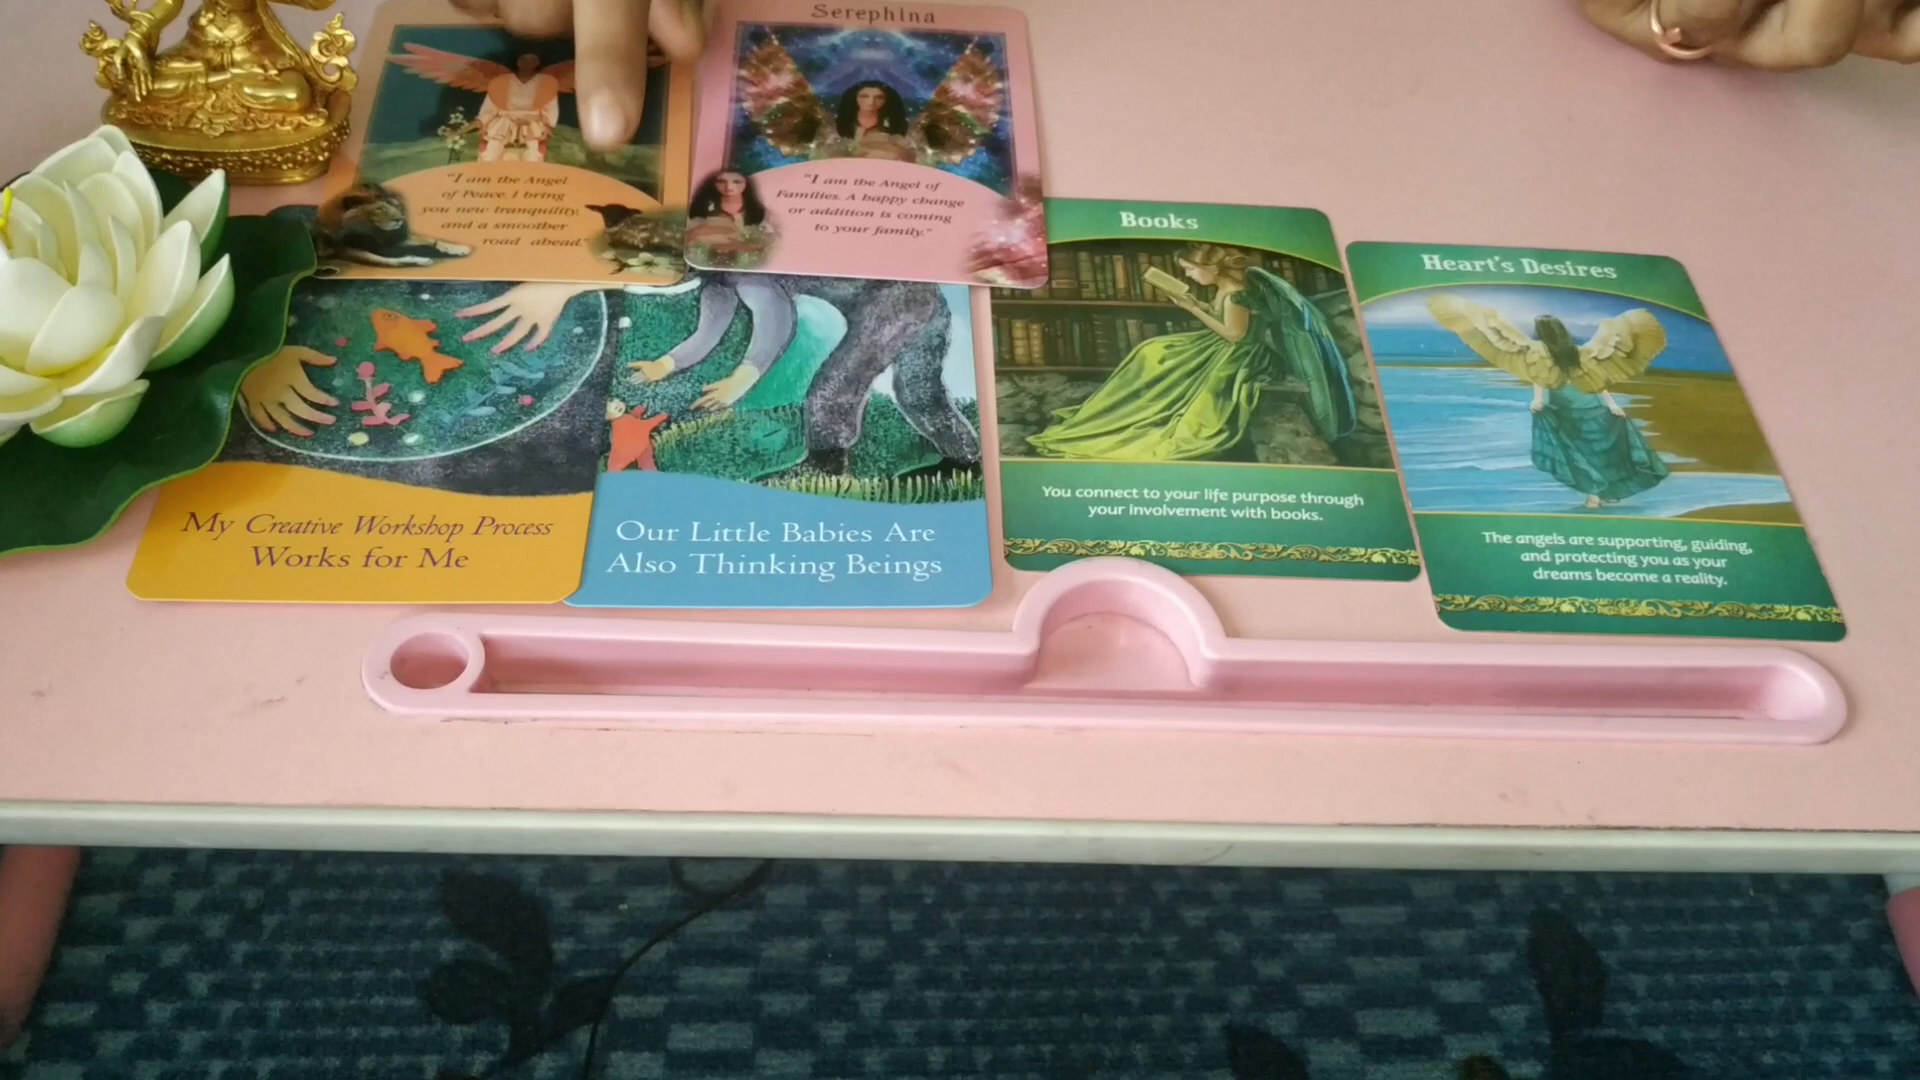 Serephina
"I am the Angel
of Peace. I bring
you new tranquility,
and a smoother
road ahead."
"I am the Angel of
Families. A happy change
or addition is coming
to your family."
Books
You connect to your life purpose through
your involvement with books.
Heart's Desires
The angels are supporting, guiding,
and protecting you as your
dreams become a reality.
My Creative Workshop Process
Works for Me
Our Little Babies Are
Also Thinking Beings